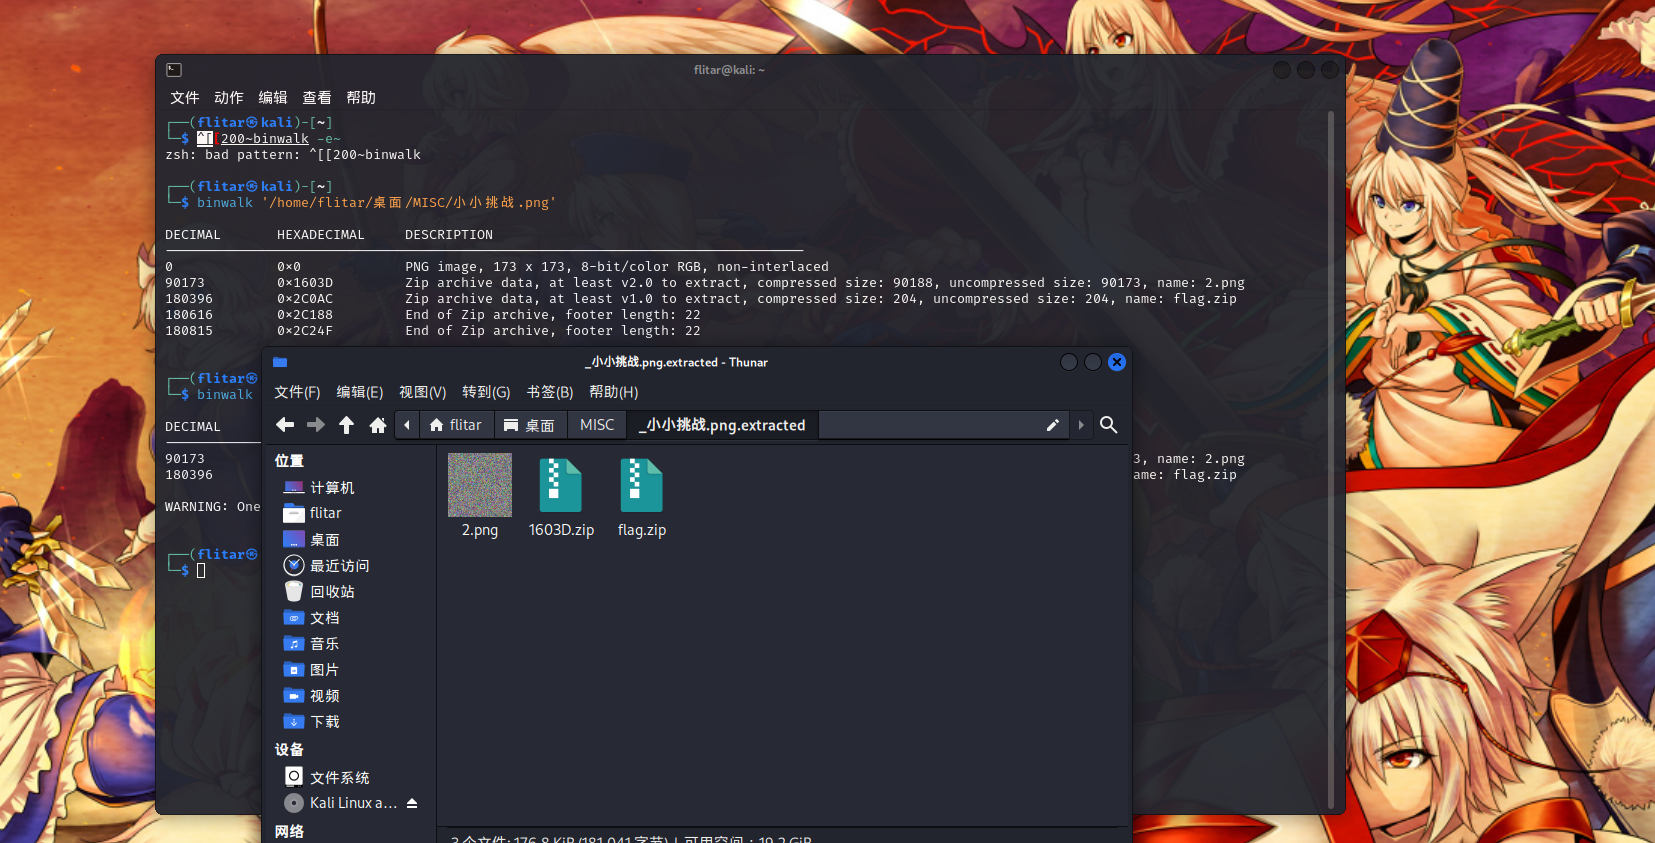 flitar@kali: ~
文件 动作 编辑 查看 帮助
┌──(flitar㉿kali)-[~]
└─$ ^[[200~binwalk -e~
zsh: bad pattern: ^[[200~binwalk
┌──(flitar㉿kali)-[~]
└─$ binwalk '/home/flitar/桌面/MISC/小小挑战.png'
DECIMAL HEXADECIMAL DESCRIPTION
0 0×0 PNG image, 173 x 173, 8-bit/color RGB, non-interlaced
90173 0×1603D Zip archive data, at least v2.0 to extract, compressed size: 90188, uncompressed size: 90173, name: 2.png
180396 0×2C0AC Zip archive data, at least v1.0 to extract, compressed size: 204, uncompressed size: 204, name: flag.zip
180616 0×2C188 End of Zip archive, footer length: 22
180815 0×2C24F End of Zip archive, footer length: 22
┌──(flitar㉿
└─$ binwalk
DECIMAL
90173 3, name: 2.png
180396 ame: flag.zip
WARNING: One
┌──(flitar㉿
└─$
_小小挑战.png.extracted - Thunar
文件(F) 编辑(E) 视图(V) 转到(G) 书签(B) 帮助(H)
flitar 桌面 MISC _小小挑战.png.extracted
位置
计算机
flitar
桌面
最近访问
回收站
文档
音乐
图片
视频
下载
设备
文件系统
Kali Linux a...
网络
2.png 1603D.zip flag.zip
3 个文件: 176.8 KiB (181,041 字节) | 可用空间：19.2 GiB